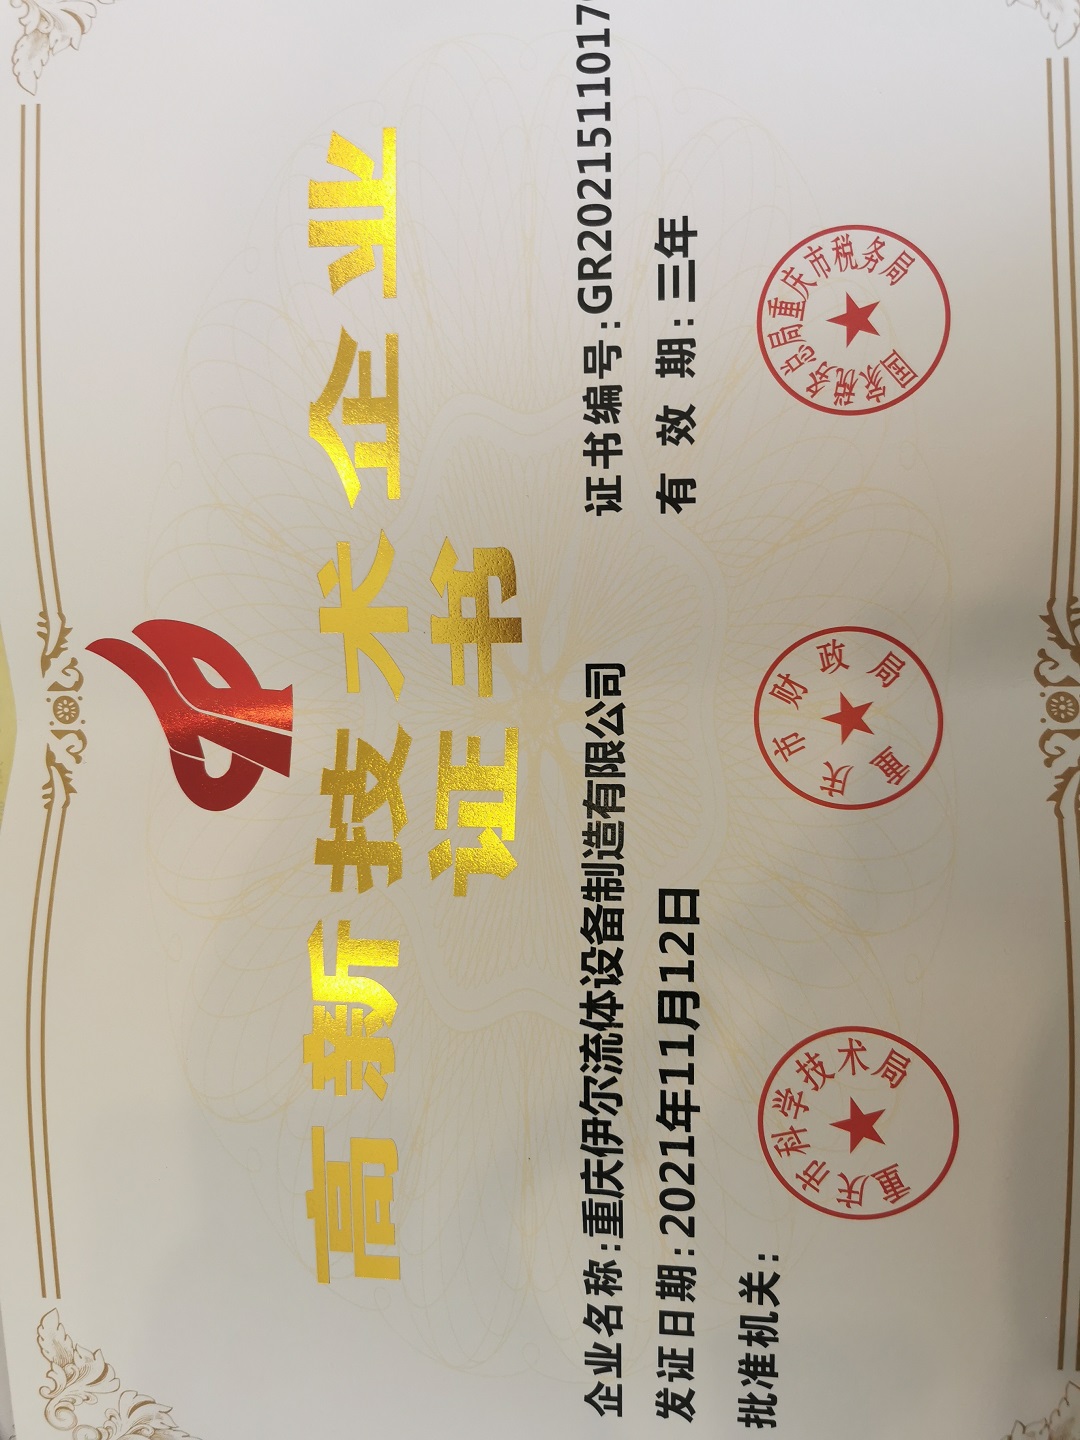 高新技术企业
证书
企业名称:重庆伊尔流体设备制造有限公司
证书编号:GR2021511017
发证日期:2021年11月12日
有效期:三年
批准机关:
重庆市科学技术局
重庆市财政局
国家税务总局重庆市税务局